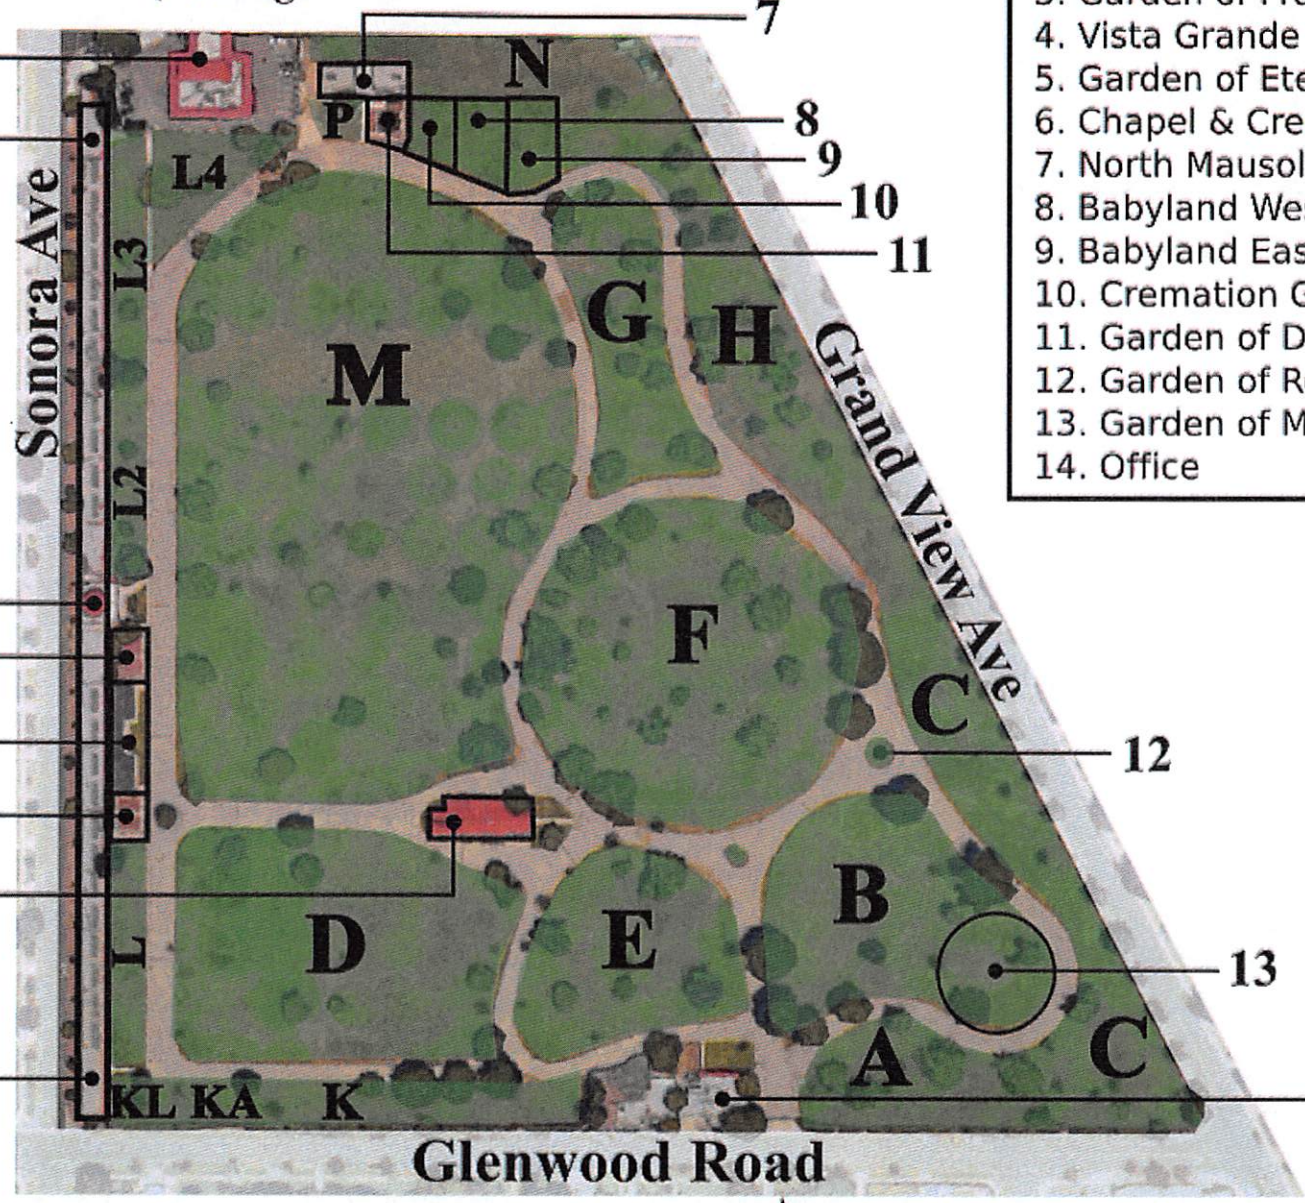 7
N
4. Vista Grande
5. Garden of Ete
6. Chapel & Cre
7. North Mausol
8. Babyland We
9. Babyland Eas
10. Cremation G
11. Garden of D
12. Garden of R
13. Garden of M
14. Office
P
8
9
L4
10
11
Sonora Ave
L3
G
H
M
Grand View Ave
L2
F
C
12
B
D
E
L
13
A
C
KL KA K
Glenwood Road